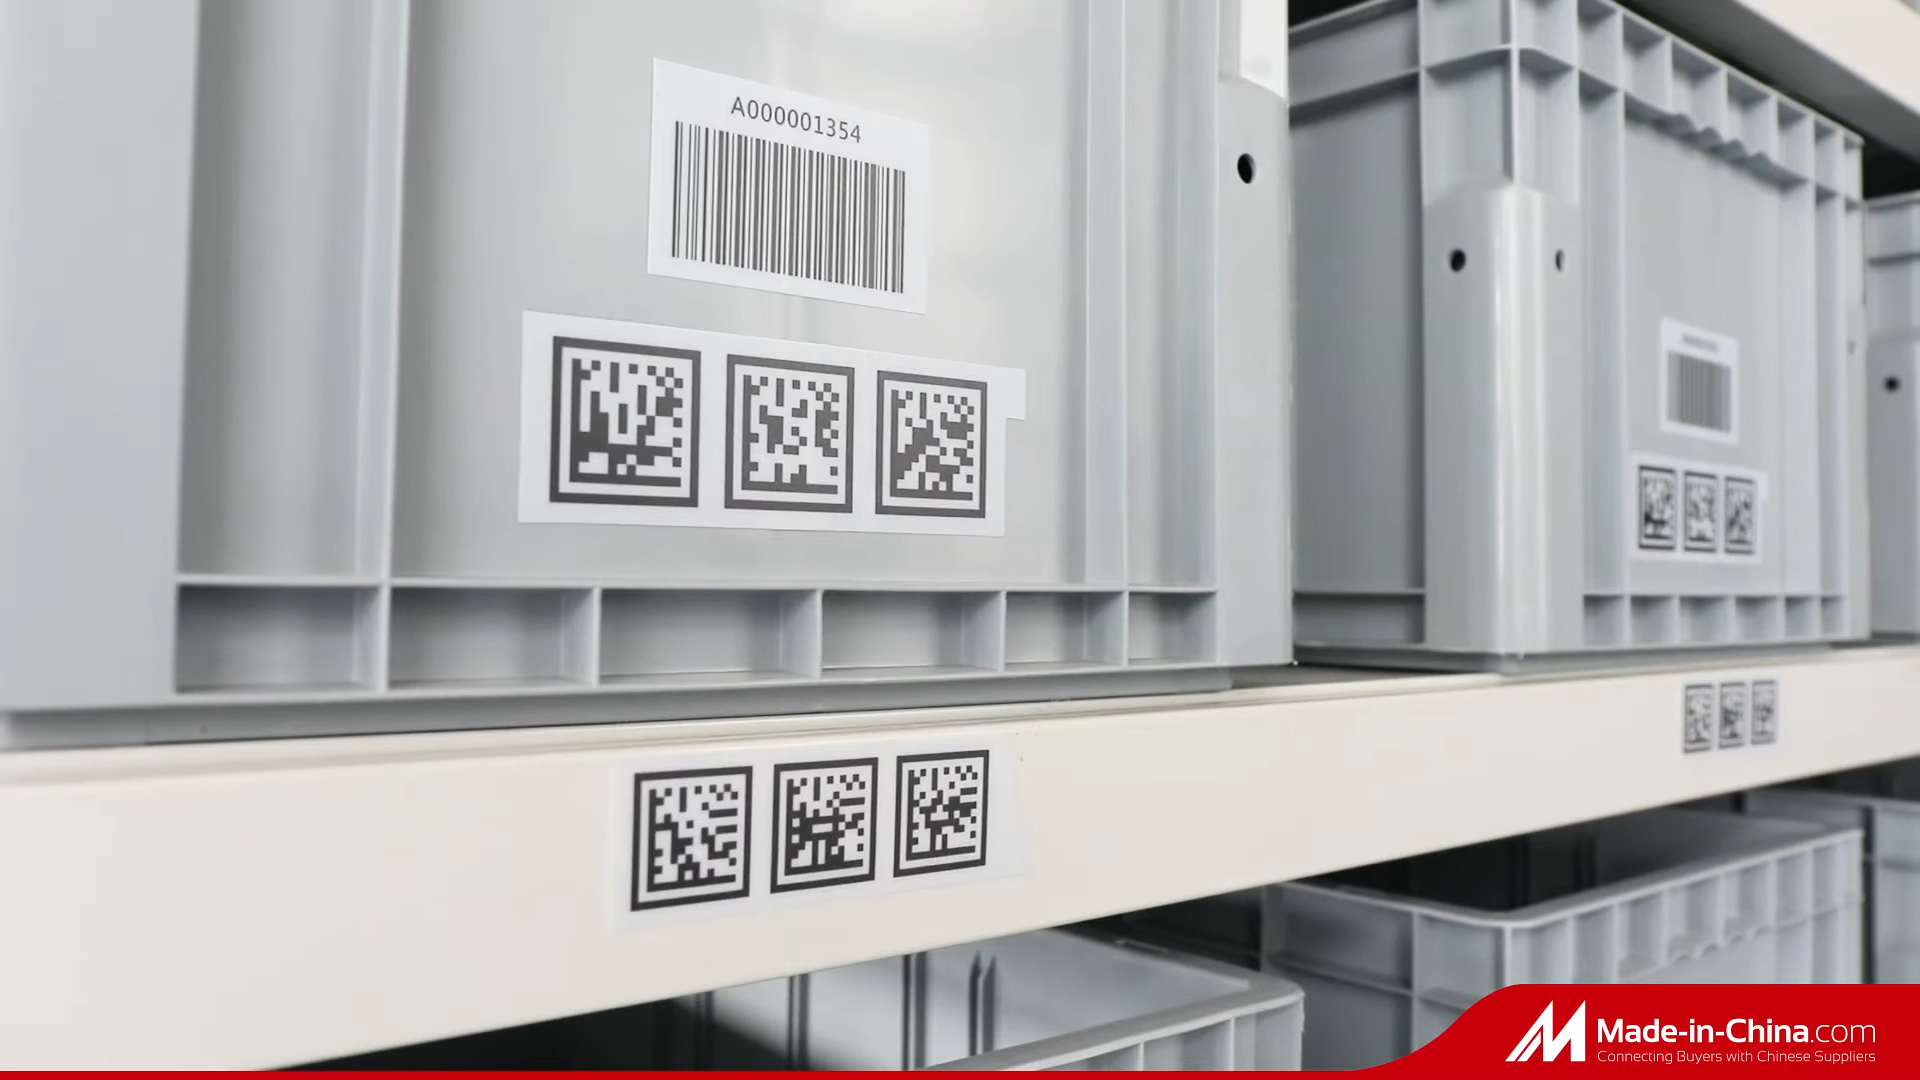 A000001354
Made-in-China.com
Connecting Buyers with Chinese Suppliers